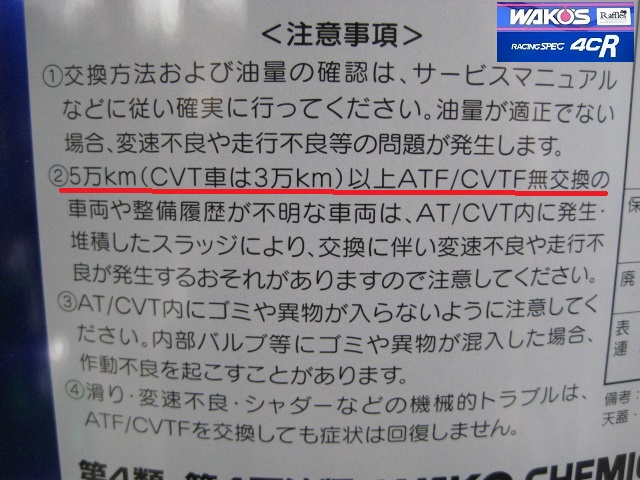 WAKO'S
Raffinee
RACING SPEC 4CR
<注意事項>
①交換方法および油量の確認は、サービスマニュアル
などに従い確実に行ってください。油量が適正でない
場合、変速不良や走行不良等の問題が発生します。
②5万km(CVT車は3万km)以上ATF/CVTF無交換の
車両や整備履歴が不明な車両は、AT/CVT内に発生・
堆積したスラッジにより、交換に伴い変速不良や走行不
良が発生するおそれがありますので注意してください。
③AT/CVT内にゴミや異物が入らないように注意してく
ださい。内部バルブ等にゴミや異物が混入した場合、
作動不良を起こすことがあります。
④滑り・変速不良・シャダーなどの機械的トラブルは、
ATF/CVTFを交換しても症状は回復しません。
保
廃
表
連
備考:
天蓋・